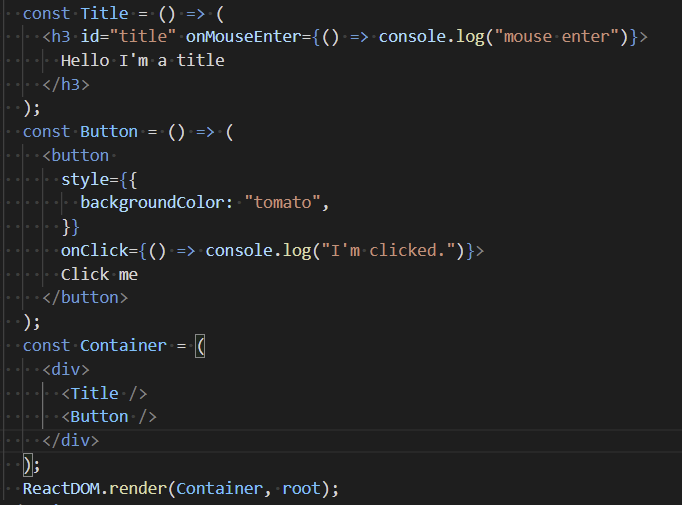 const Title = () => (
<h3 id="title" onMouseEnter={() => console.log("mouse enter")}>
Hello I'm a title
</h3>
);
const Button = () => (
<button
style={{
backgroundColor: "tomato",
}}
onClick={() => console.log("I'm clicked.")}>
Click me
</button>
);
const Container = (
<div>
<Title />
<Button />
</div>
);
ReactDOM.render(Container, root);